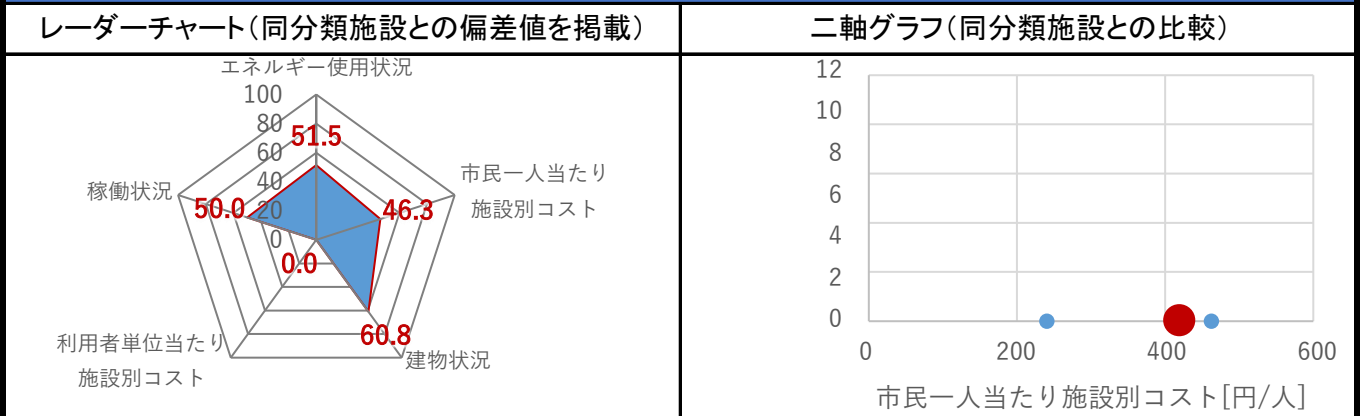 レーダーチャート(同分類施設との偏差値を掲載)
エネルギー使用状況
100
80
60
40
20
0
51.5
46.3
60.8
0.0
50.0
市民一人当たり
施設別コスト
建物状況
利用者単位当たり
施設別コスト
稼働状況
二軸グラフ(同分類施設との比較)
12
10
8
6
4
2
0
0 200 400 600
市民一人当たり施設別コスト[円/人]